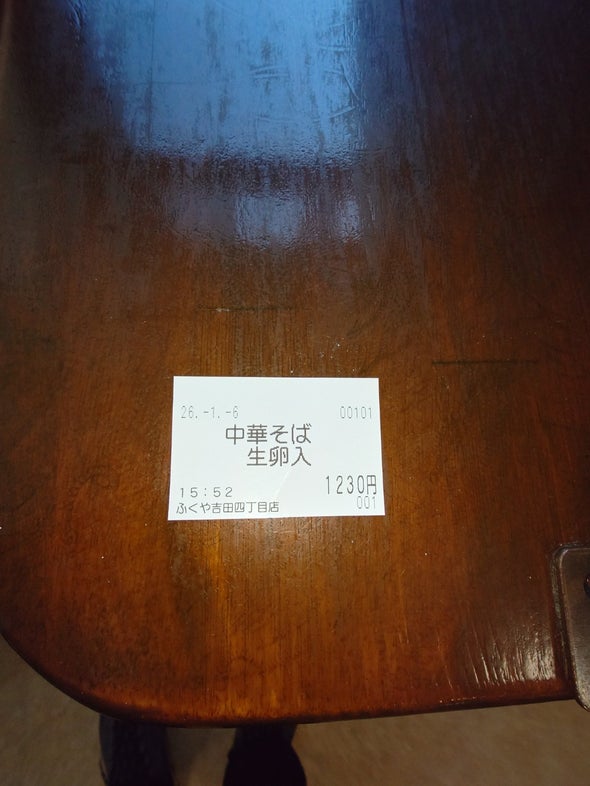 26.-1.-6 00101
中華そば
生卵入
1230円
15:52 001
ふくや吉田四丁目店